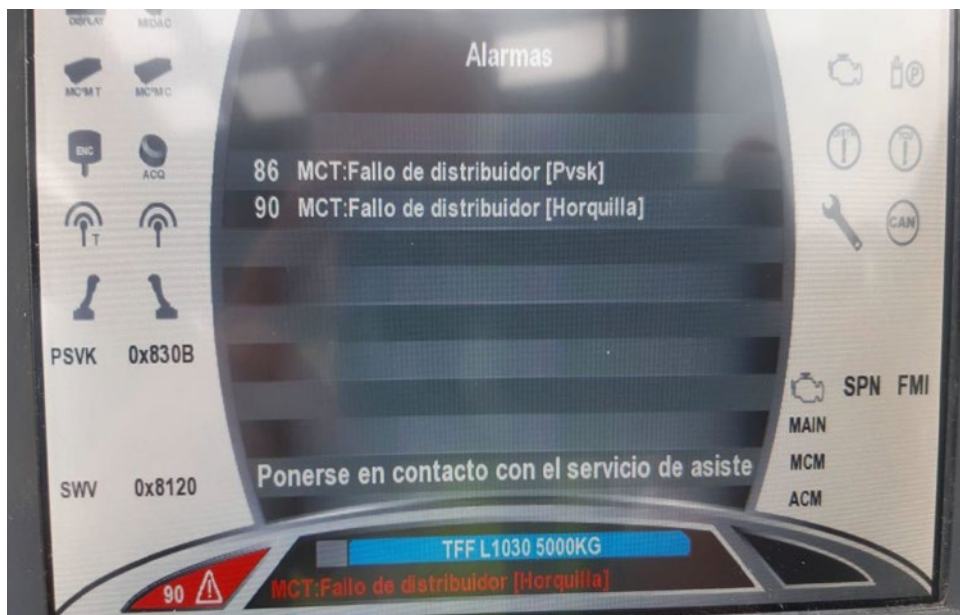 DISPLAY MIDAC
Alarmas
MC²M T MC²M C
P
ENC
ACQ
86 MCT:Fallo de distribuidor [Pvsk]
90 MCT:Fallo de distribuidor [Horquilla]
T
CAN
PSVK 0x830B
SPN FMI
MAIN
Ponerse en contacto con el servicio de asiste
MCM
SWV 0x8120
ACM
TFF L1030 5000KG
90 MCT:Fallo de distribuidor [Horquilla]